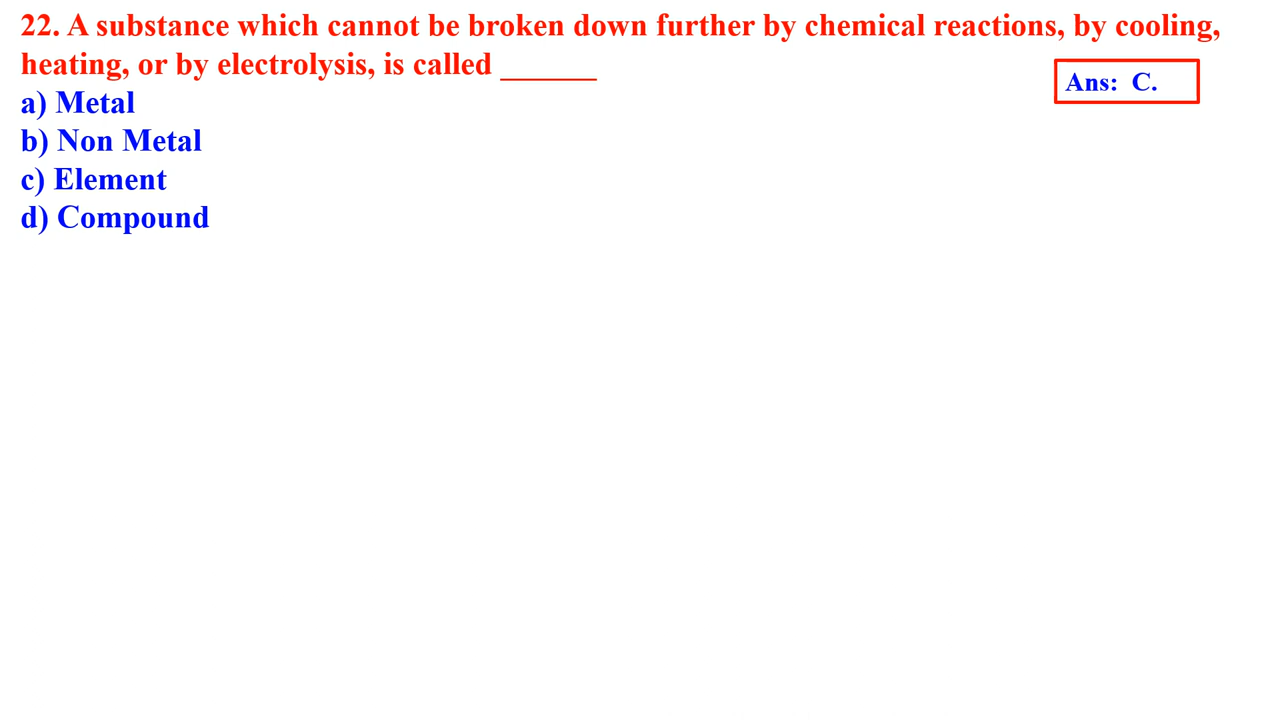 22. A substance which cannot be broken down further by chemical reactions, by cooling,
heating, or by electrolysis, is called ______
Ans: C.
a) Metal
b) Non Metal
c) Element
d) Compound